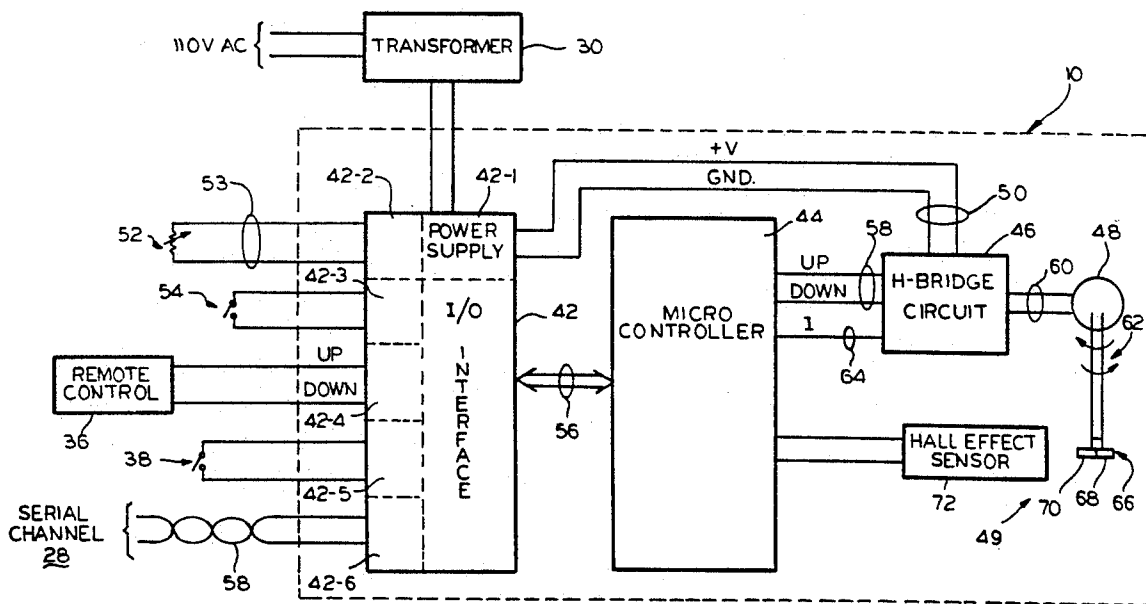 110V AC
TRANSFORMER
30
10
+V
GND.
42-2
42-1
53
50
44
58
46
48
52
POWER
SUPPLY
60
42-3
54
UP
DOWN
H-BRIDGE
CIRCUIT
I/O
INTERFACE
42
MICRO
CONTROLLER
I
62
64
UP
REMOTE
CONTROL
DOWN
36
42-4
56
38
HALL EFFECT
SENSOR
72
70
68
66
42-5
49
SERIAL
CHANNEL
28
58
42-6